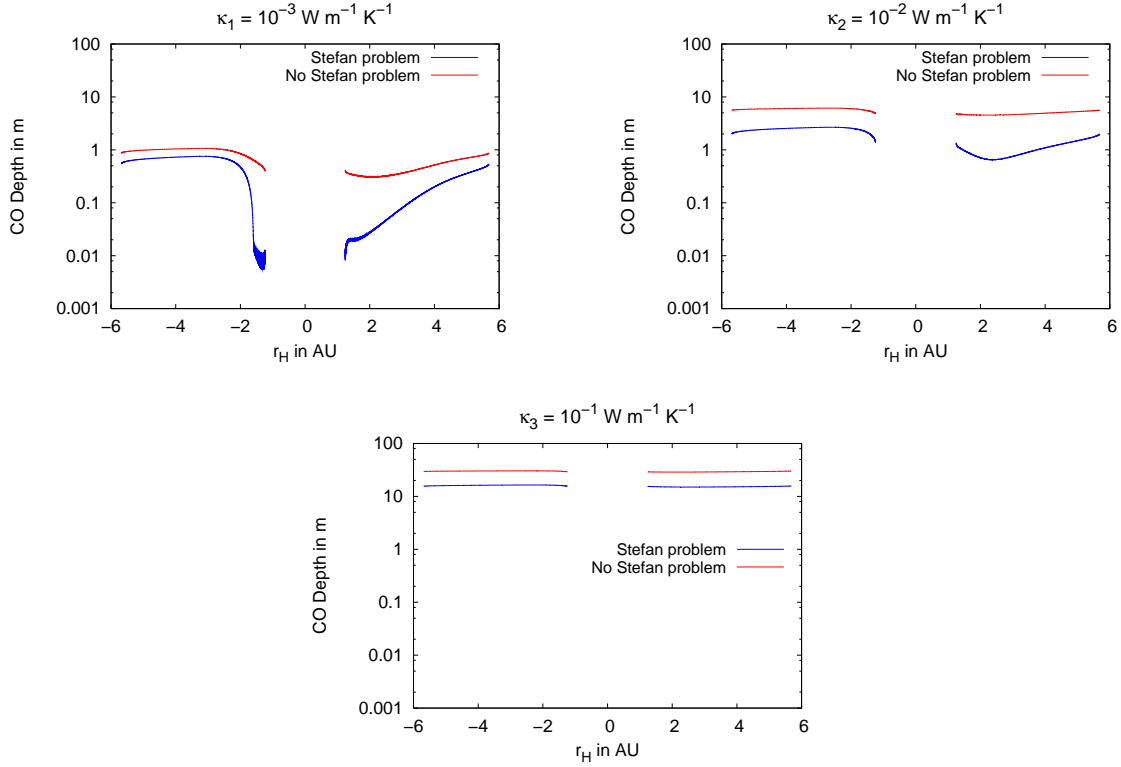 κ₁ = 10⁻³ W m⁻¹ K⁻¹
100
10
1
0.1
0.01
0.001
CO Depth in m
Stefan problem
No Stefan problem
−6 −4 −2 0 2 4 6
r_H in AU
κ₂ = 10⁻² W m⁻¹ K⁻¹
100
10
1
0.1
0.01
0.001
CO Depth in m
Stefan problem
No Stefan problem
−6 −4 −2 0 2 4 6
r_H in AU
κ₃ = 10⁻¹ W m⁻¹ K⁻¹
100
10
1
0.1
0.01
0.001
CO Depth in m
Stefan problem
No Stefan problem
−6 −4 −2 0 2 4 6
r_H in AU